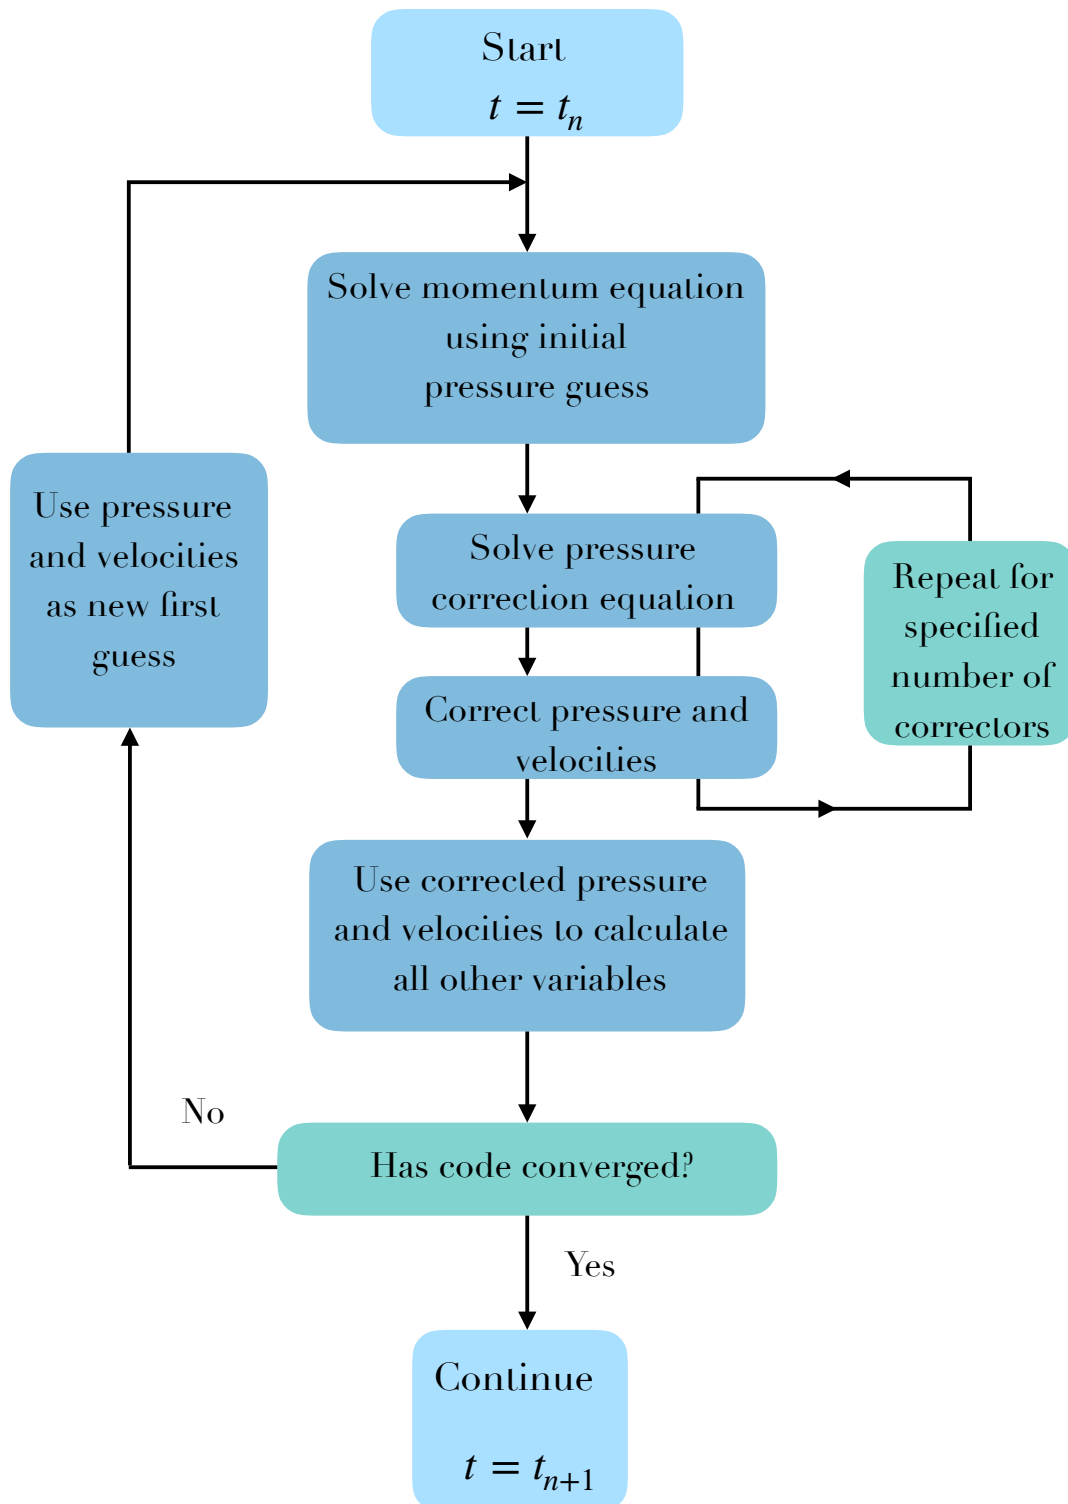 Start
t = tₙ
Solve momentum equation
using initial
pressure guess
Use pressure
and velocities
as new first
guess
Solve pressure
correction equation
Correct pressure and
velocities
Repeat for
specified
number of
correctors
Use corrected pressure
and velocities to calculate
all other variables
No
Has code converged?
Yes
Continue
t = tₙ₊₁